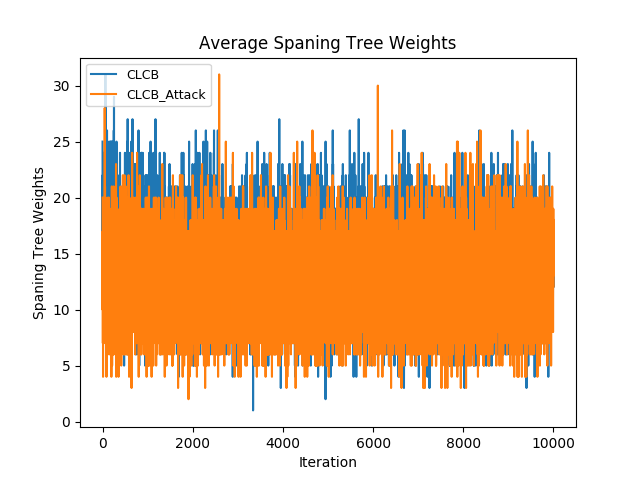 Average Spaning Tree Weights
CLCB
CLCB_Attack
Spaning Tree Weights
30
25
20
15
10
5
0
0 2000 4000 6000 8000 10000
Iteration